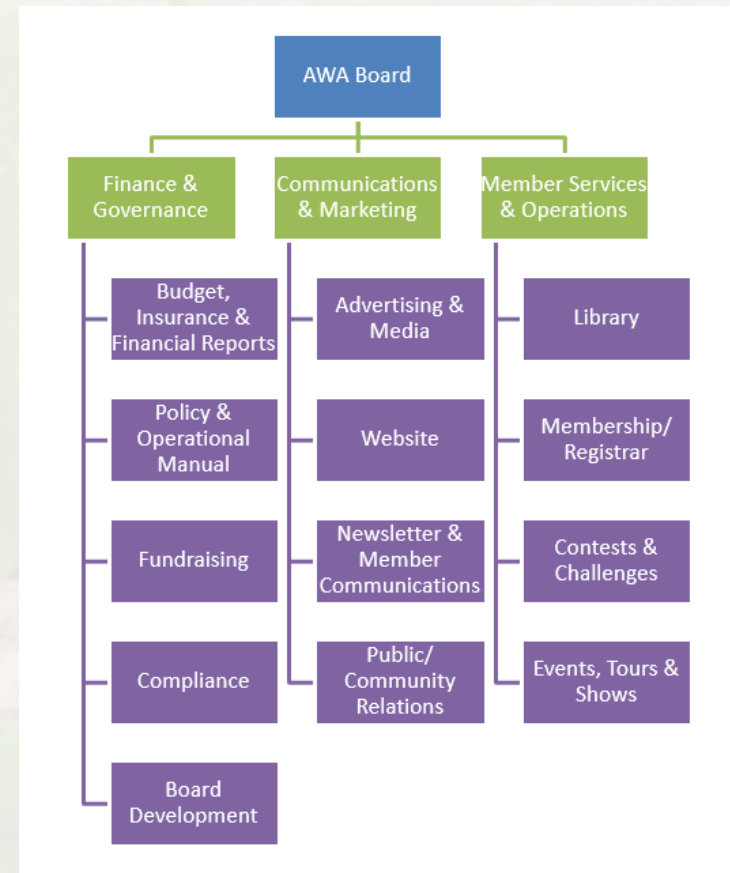 AWA Board
Finance &
Governance
Communications
& Marketing
Member Services
& Operations
Budget,
Insurance &
Financial Reports
Policy &
Operational
Manual
Fundraising
Compliance
Board
Development
Advertising &
Media
Website
Newsletter &
Member
Communications
Public/
Community
Relations
Library
Membership/
Registrar
Contests &
Challenges
Events, Tours &
Shows